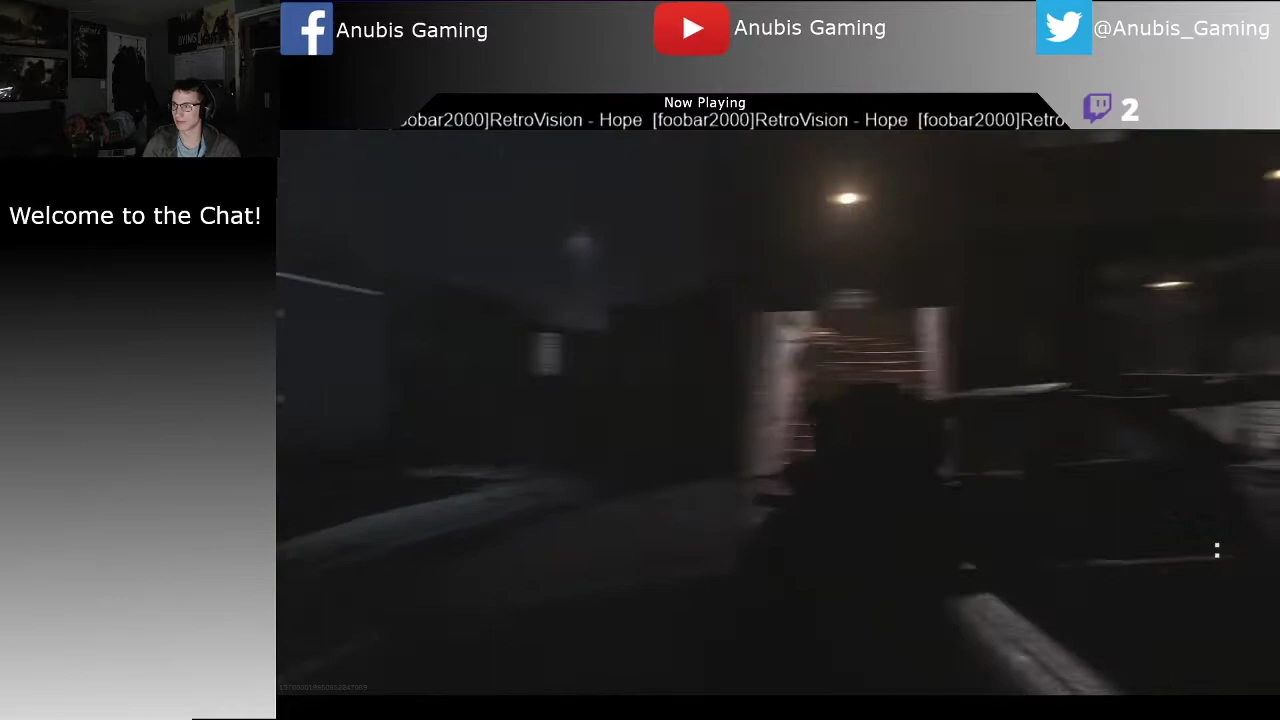 Anubis Gaming
Anubis Gaming
@Anubis_Gaming
Now Playing
oobar2000]RetroVision - Hope [foobar2000]RetroVision - Hope [foobar2000]Retro
2
Welcome to the Chat!